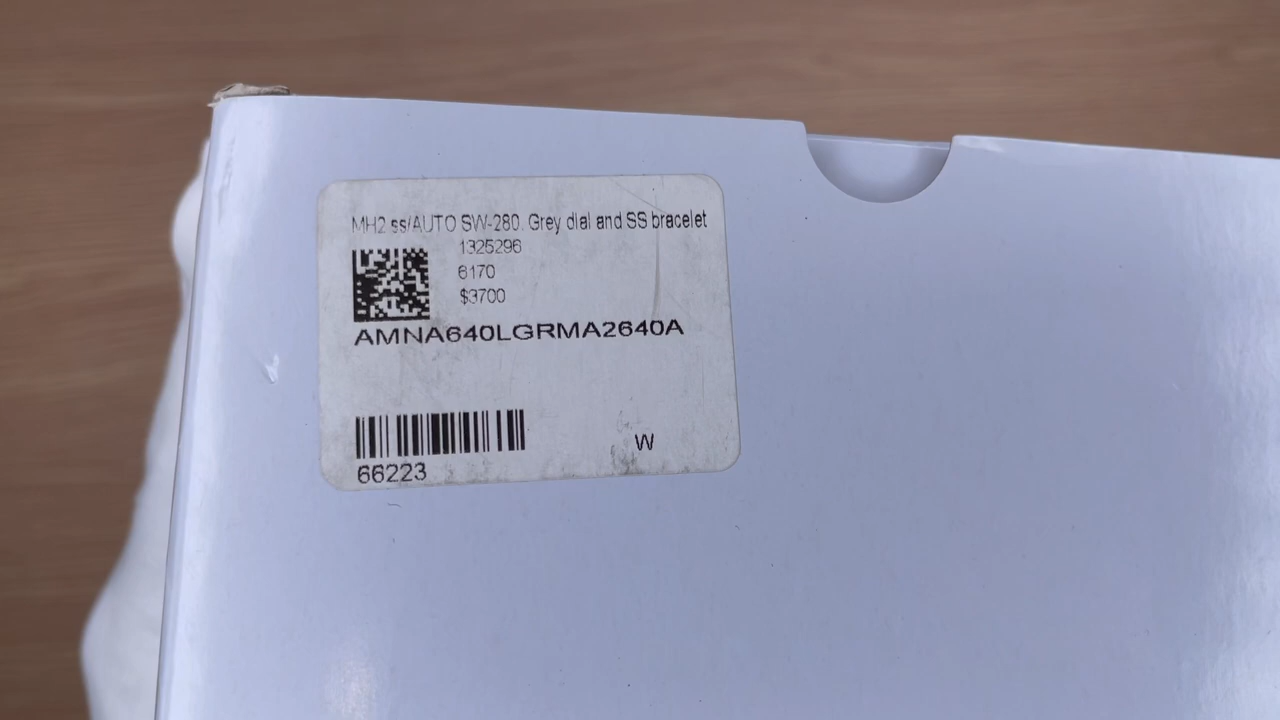 MH2 ss/AUTO SW-280. Grey dial and SS bracelet
1325296
6170
$3700
AMNA640LGRMA2640A
66223
W